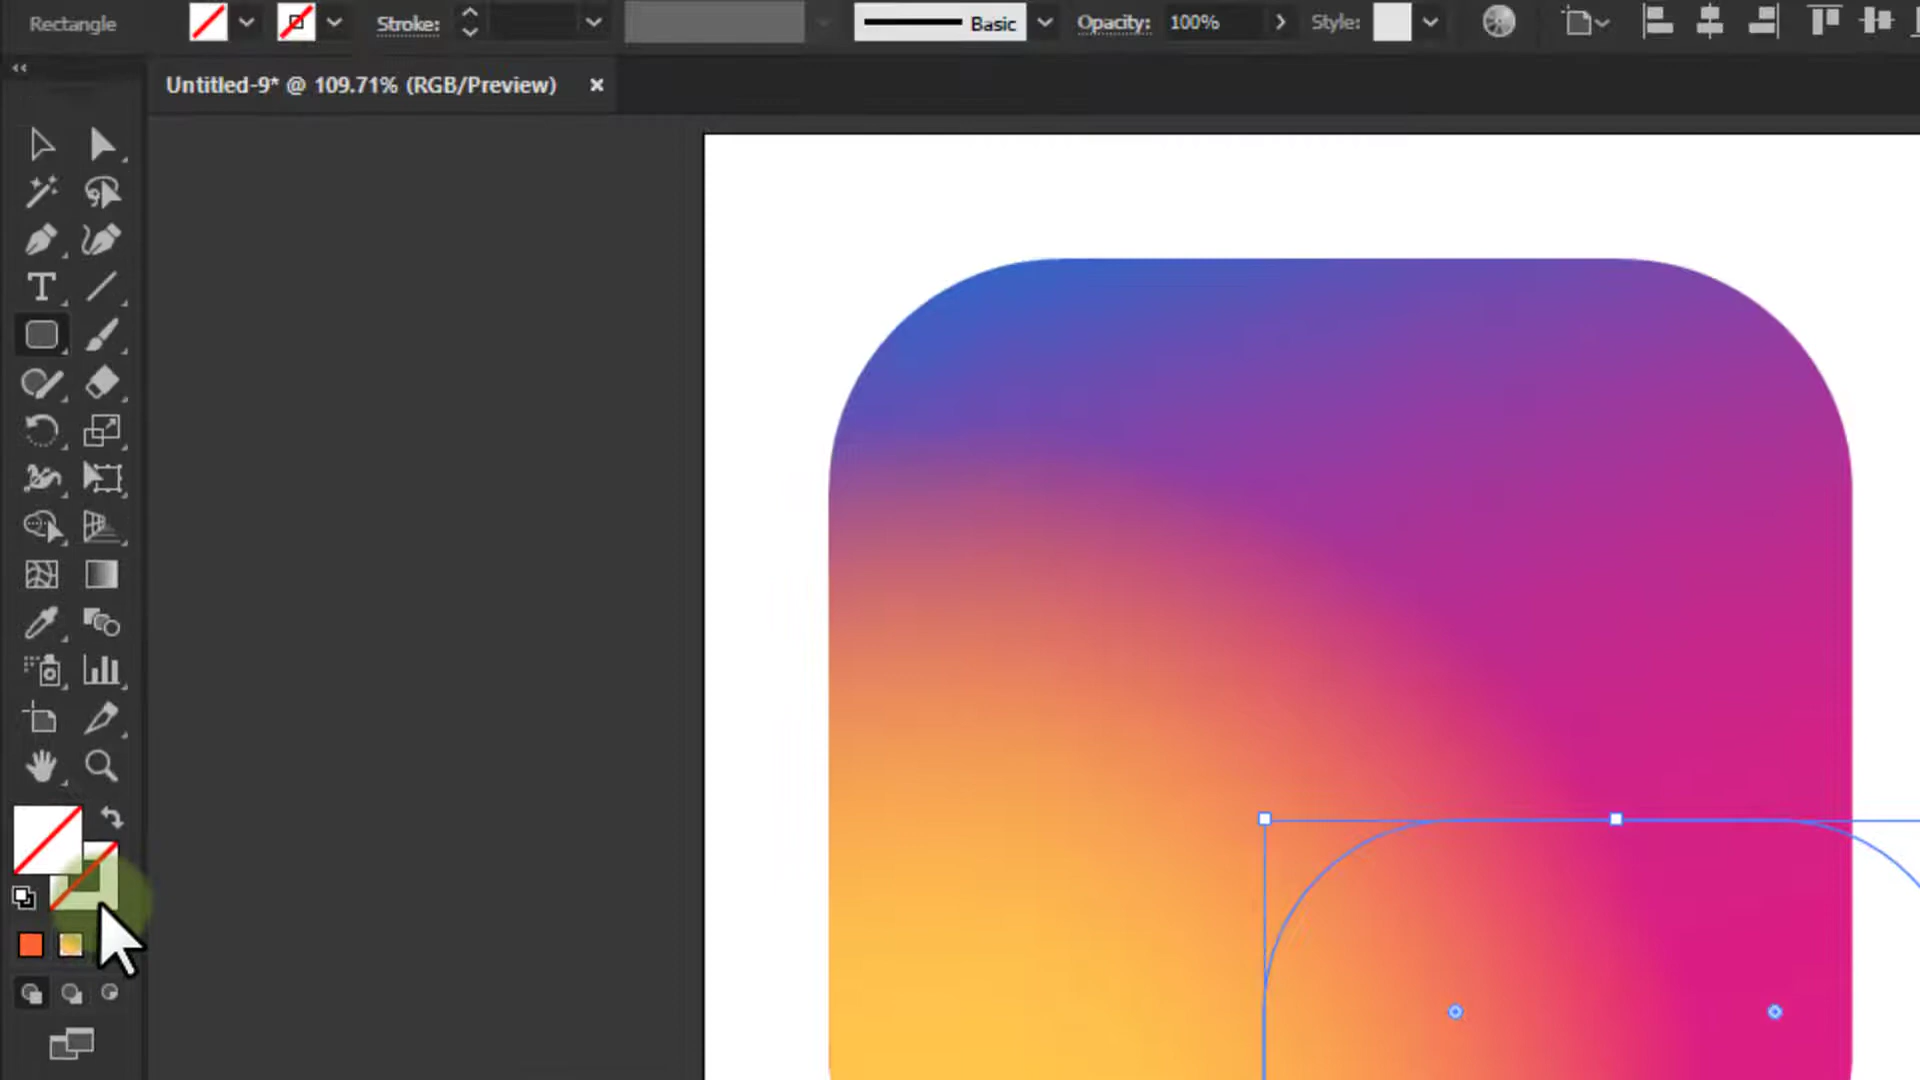 Rectangle
Stroke:
Basic
Opacity: 100%
Style:
Untitled-9* @ 109.71% (RGB/Preview)